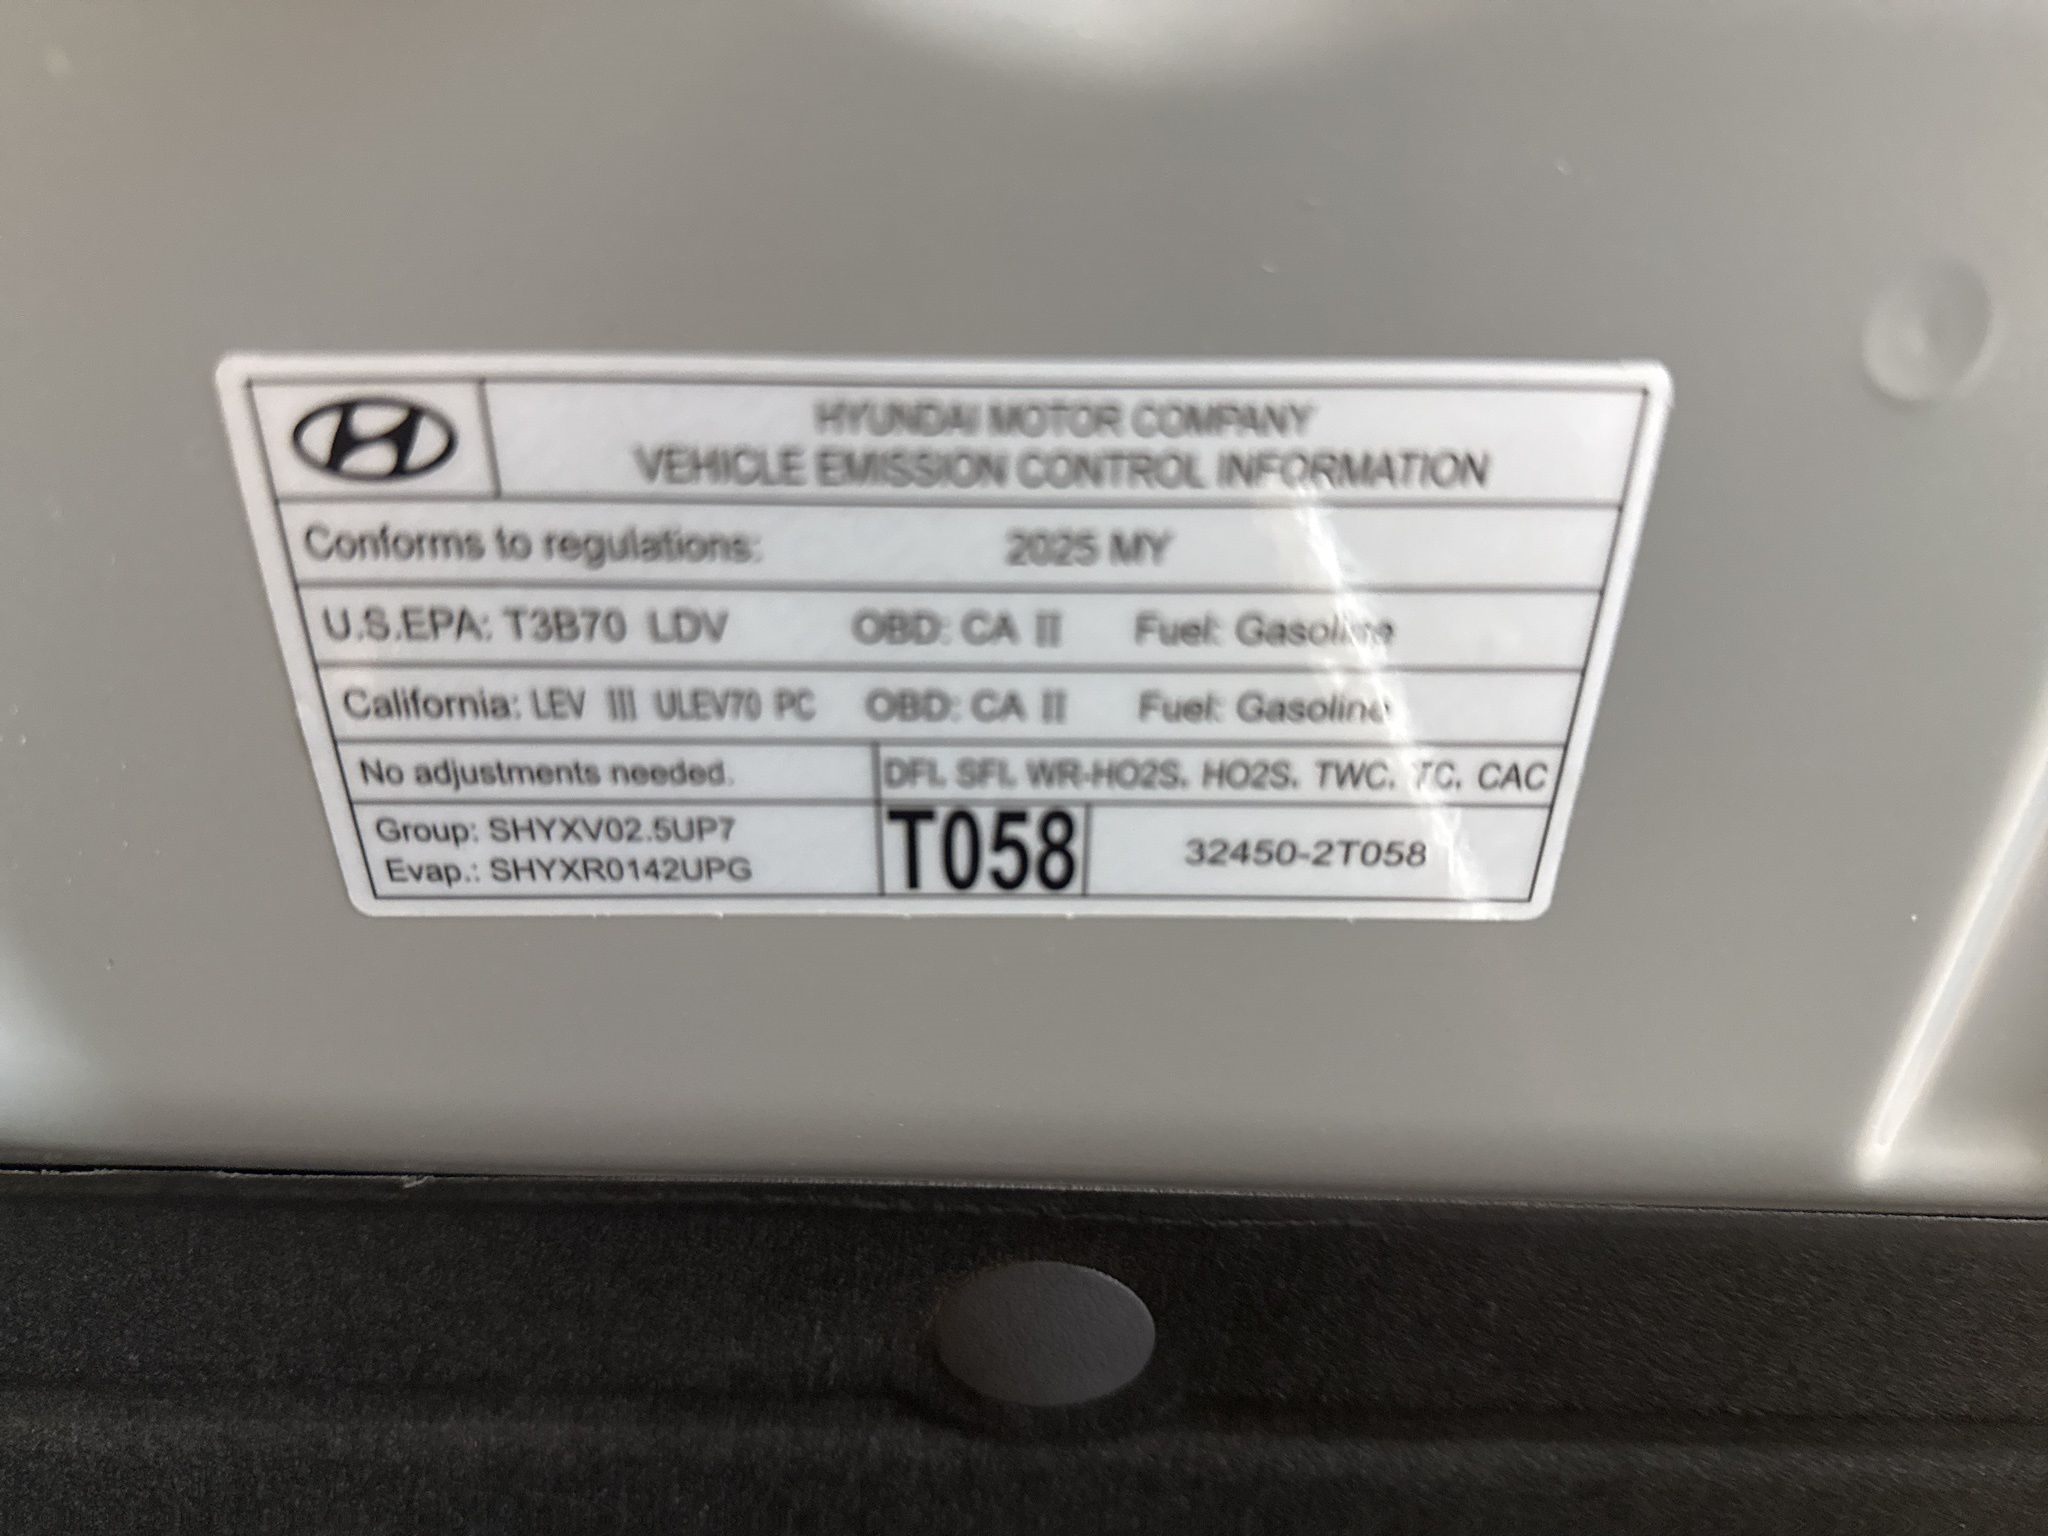 HYUNDAI MOTOR COMPANY
VEHICLE EMISSION CONTROL INFORMATION
Conforms to regulations: 2025 MY
U.S.EPA: T3B70 LDV OBD: CA II Fuel: Gasoline
California: LEV III ULEV70 PC OBD: CA II Fuel: Gasoline
No adjustments needed. DFI, SFI, WR-HO2S, HO2S, TWC, TC, CAC
Group: SHYXV02.5UP7
Evap.: SHYXR0142UPG
T058
32450-2T058